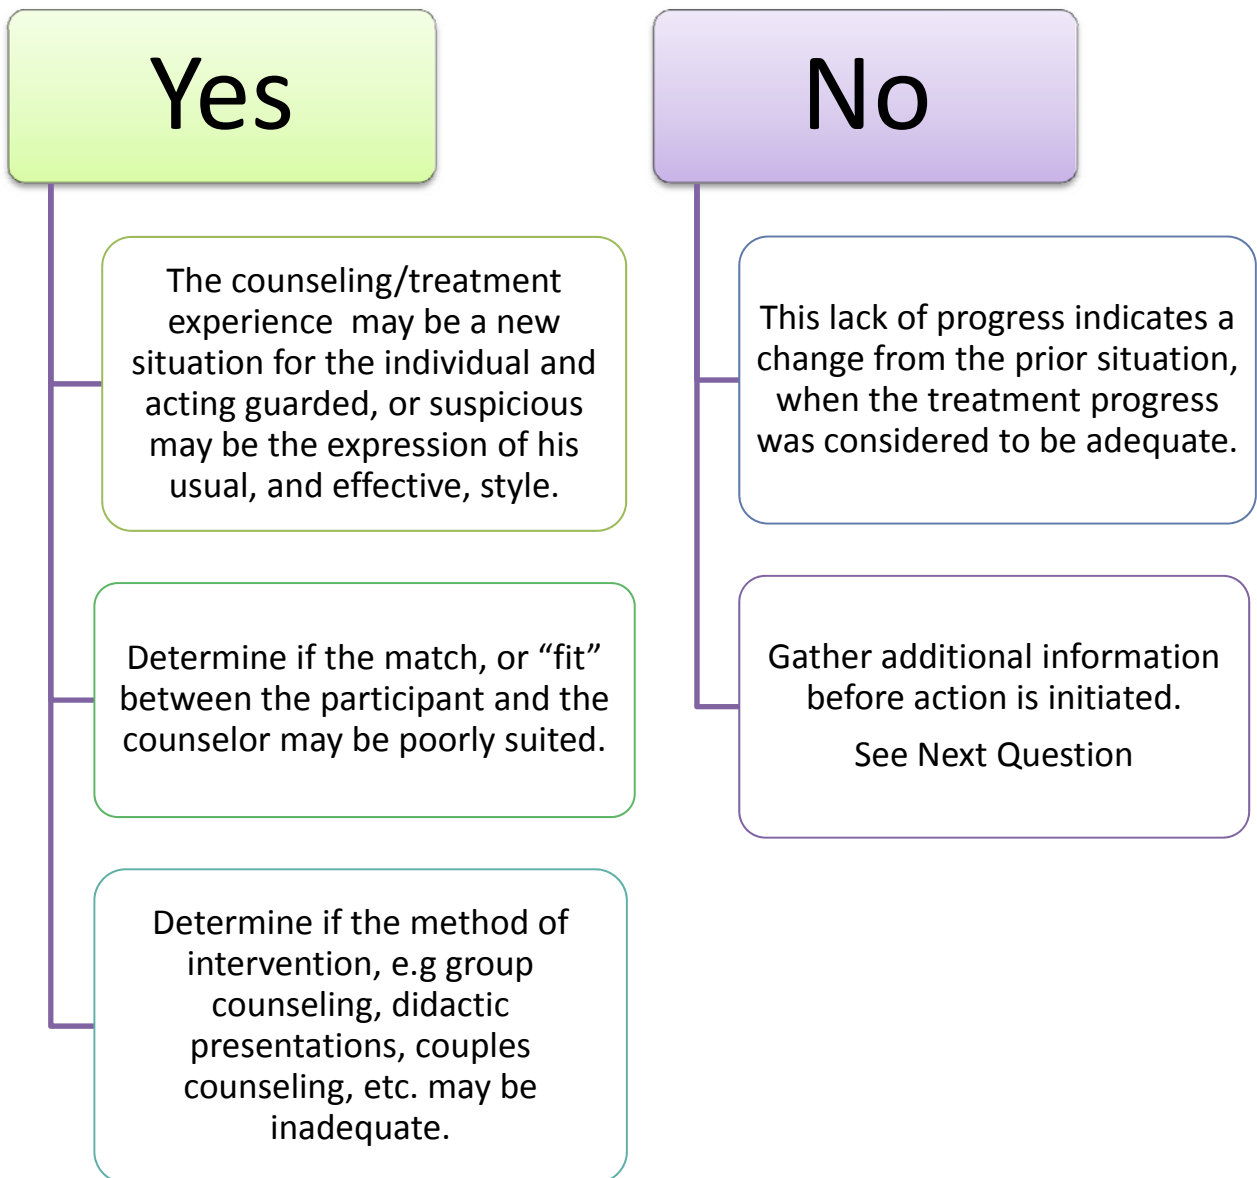 Yes
The counseling/treatment
experience  may be a new
situation for the individual and
acting guarded, or suspicious
may be the expression of his
usual, and effective, style.
Determine if the match, or “fit”
between the participant and the
counselor may be poorly suited.
Determine if the method of
intervention, e.g group
counseling, didactic
presentations, couples
counseling, etc. may be
inadequate.
No
This lack of progress indicates a
change from the prior situation,
when the treatment progress
was considered to be adequate.
Gather additional information
before action is initiated.
See Next Question